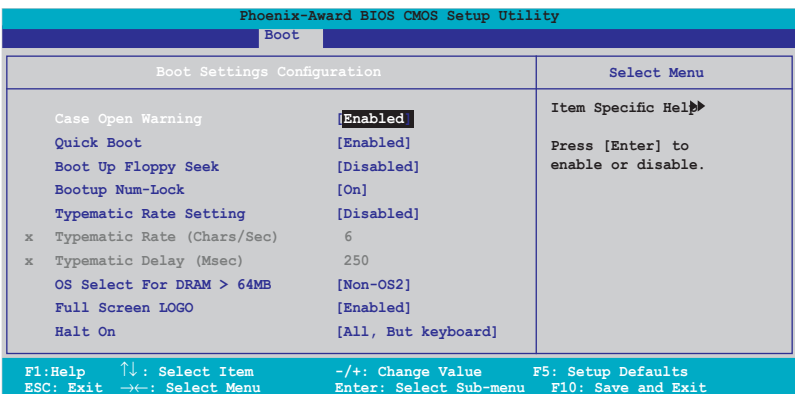 Phoenix-Award BIOS CMOS Setup Utility
Boot
Boot Settings Configuration
Select Menu
Case Open Warning [Enabled]
Quick Boot [Enabled]
Boot Up Floppy Seek [Disabled]
Bootup Num-Lock [On]
Typematic Rate Setting [Disabled]
x Typematic Rate (Chars/Sec) 6
x Typematic Delay (Msec) 250
OS Select For DRAM > 64MB [Non-OS2]
Full Screen LOGO [Enabled]
Halt On [All, But keyboard]
Item Specific Help
Press [Enter] to
enable or disable.
F1:Help ↑↓: Select Item -/+: Change Value F5: Setup Defaults
ESC: Exit →←: Select Menu Enter: Select Sub-menu F10: Save and Exit